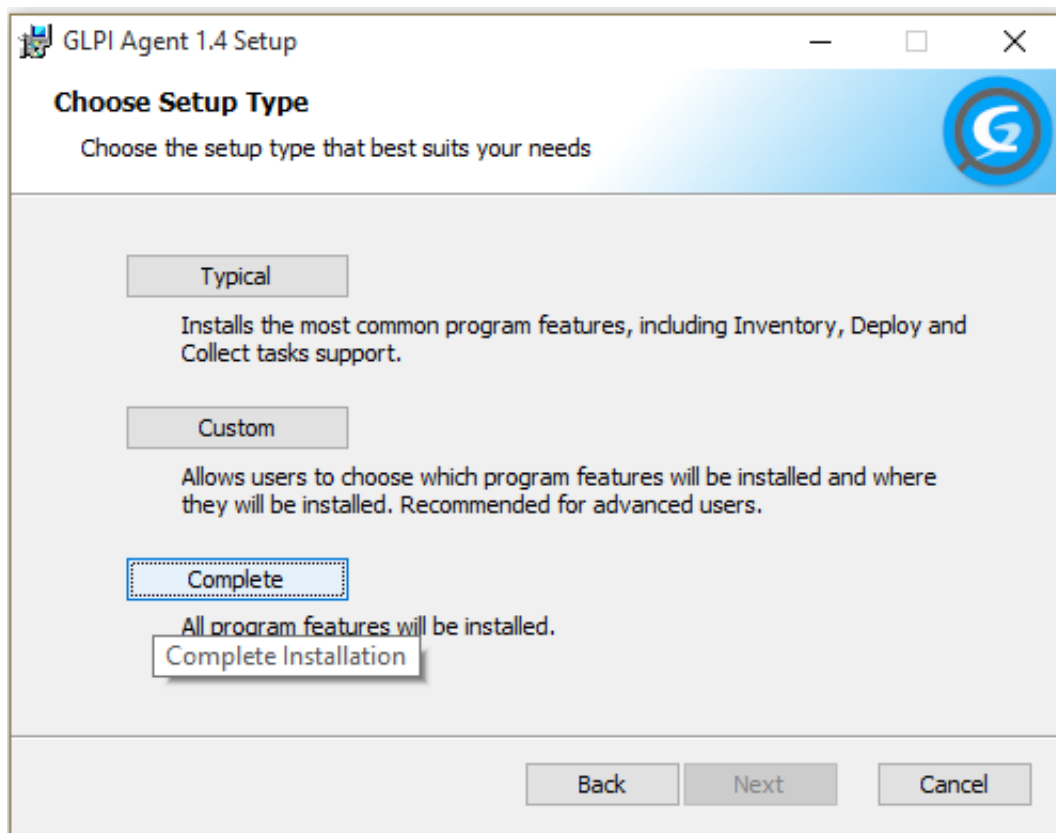 GLPI Agent 1.4 Setup
Choose Setup Type
Choose the setup type that best suits your needs
Typical
Installs the most common program features, including Inventory, Deploy and
Collect tasks support.
Custom
Allows users to choose which program features will be installed and where
they will be installed. Recommended for advanced users.
Complete
All program features will be installed.
Complete Installation
Back
Next
Cancel